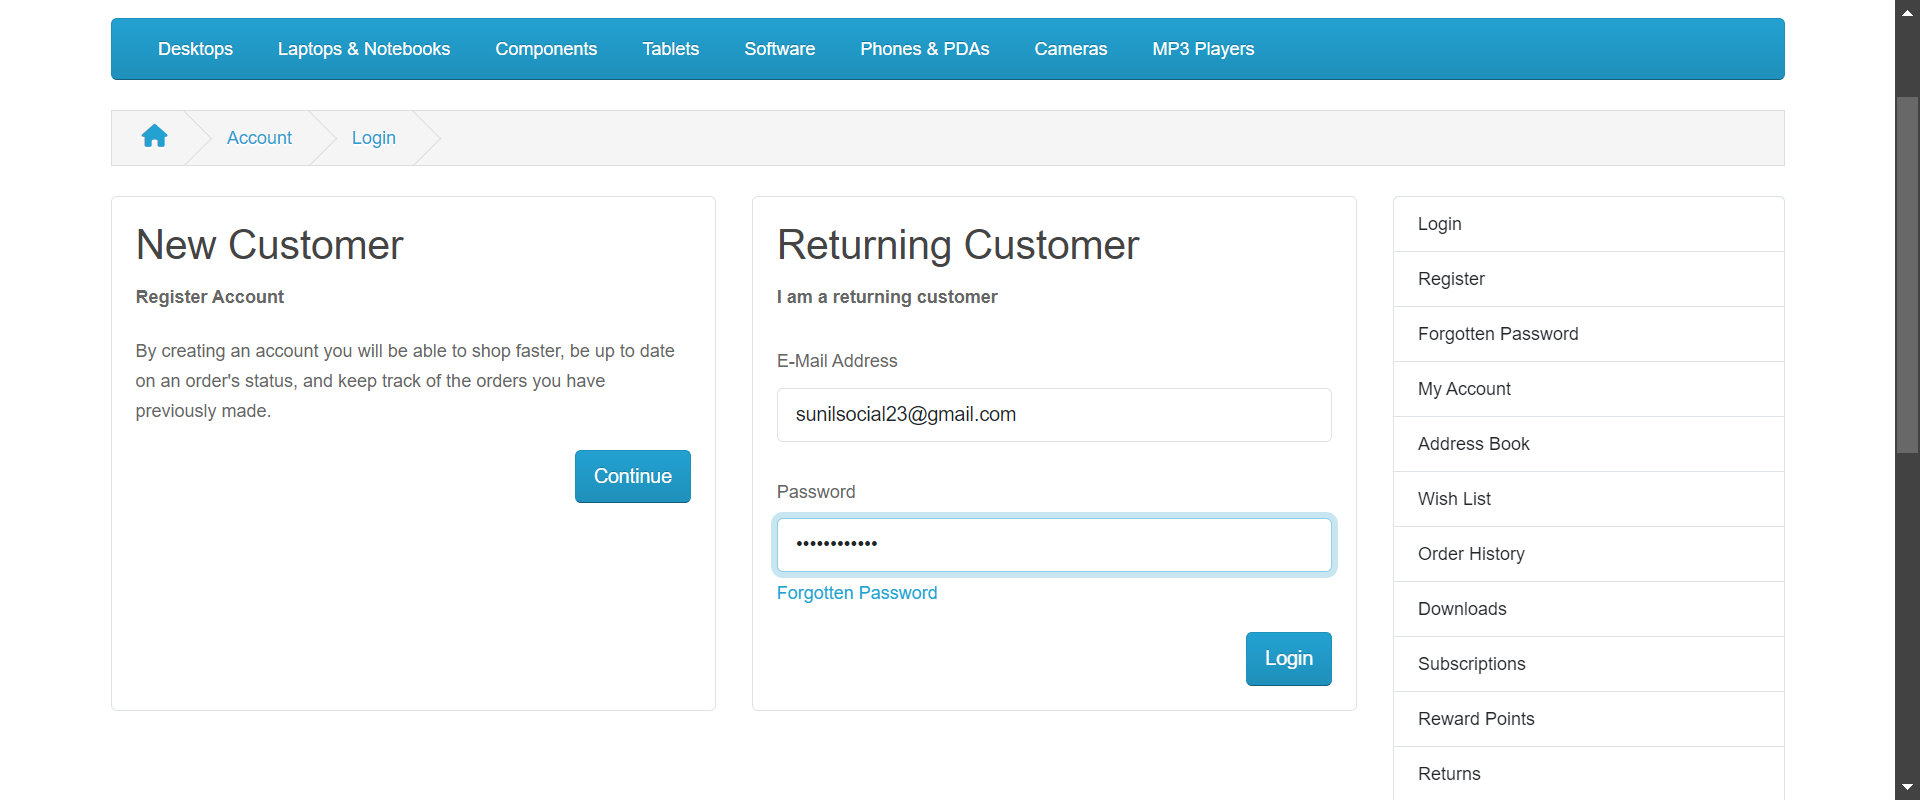 Desktops Laptops & Notebooks Components Tablets Software Phones & PDAs Cameras MP3 Players
Account Login
New Customer
Register Account
By creating an account you will be able to shop faster, be up to date
on an order's status, and keep track of the orders you have
previously made.
Continue
Returning Customer
I am a returning customer
E-Mail Address
sunilsocial23@gmail.com
Password
••••••••••••
Forgotten Password
Login
Login
Register
Forgotten Password
My Account
Address Book
Wish List
Order History
Downloads
Subscriptions
Reward Points
Returns